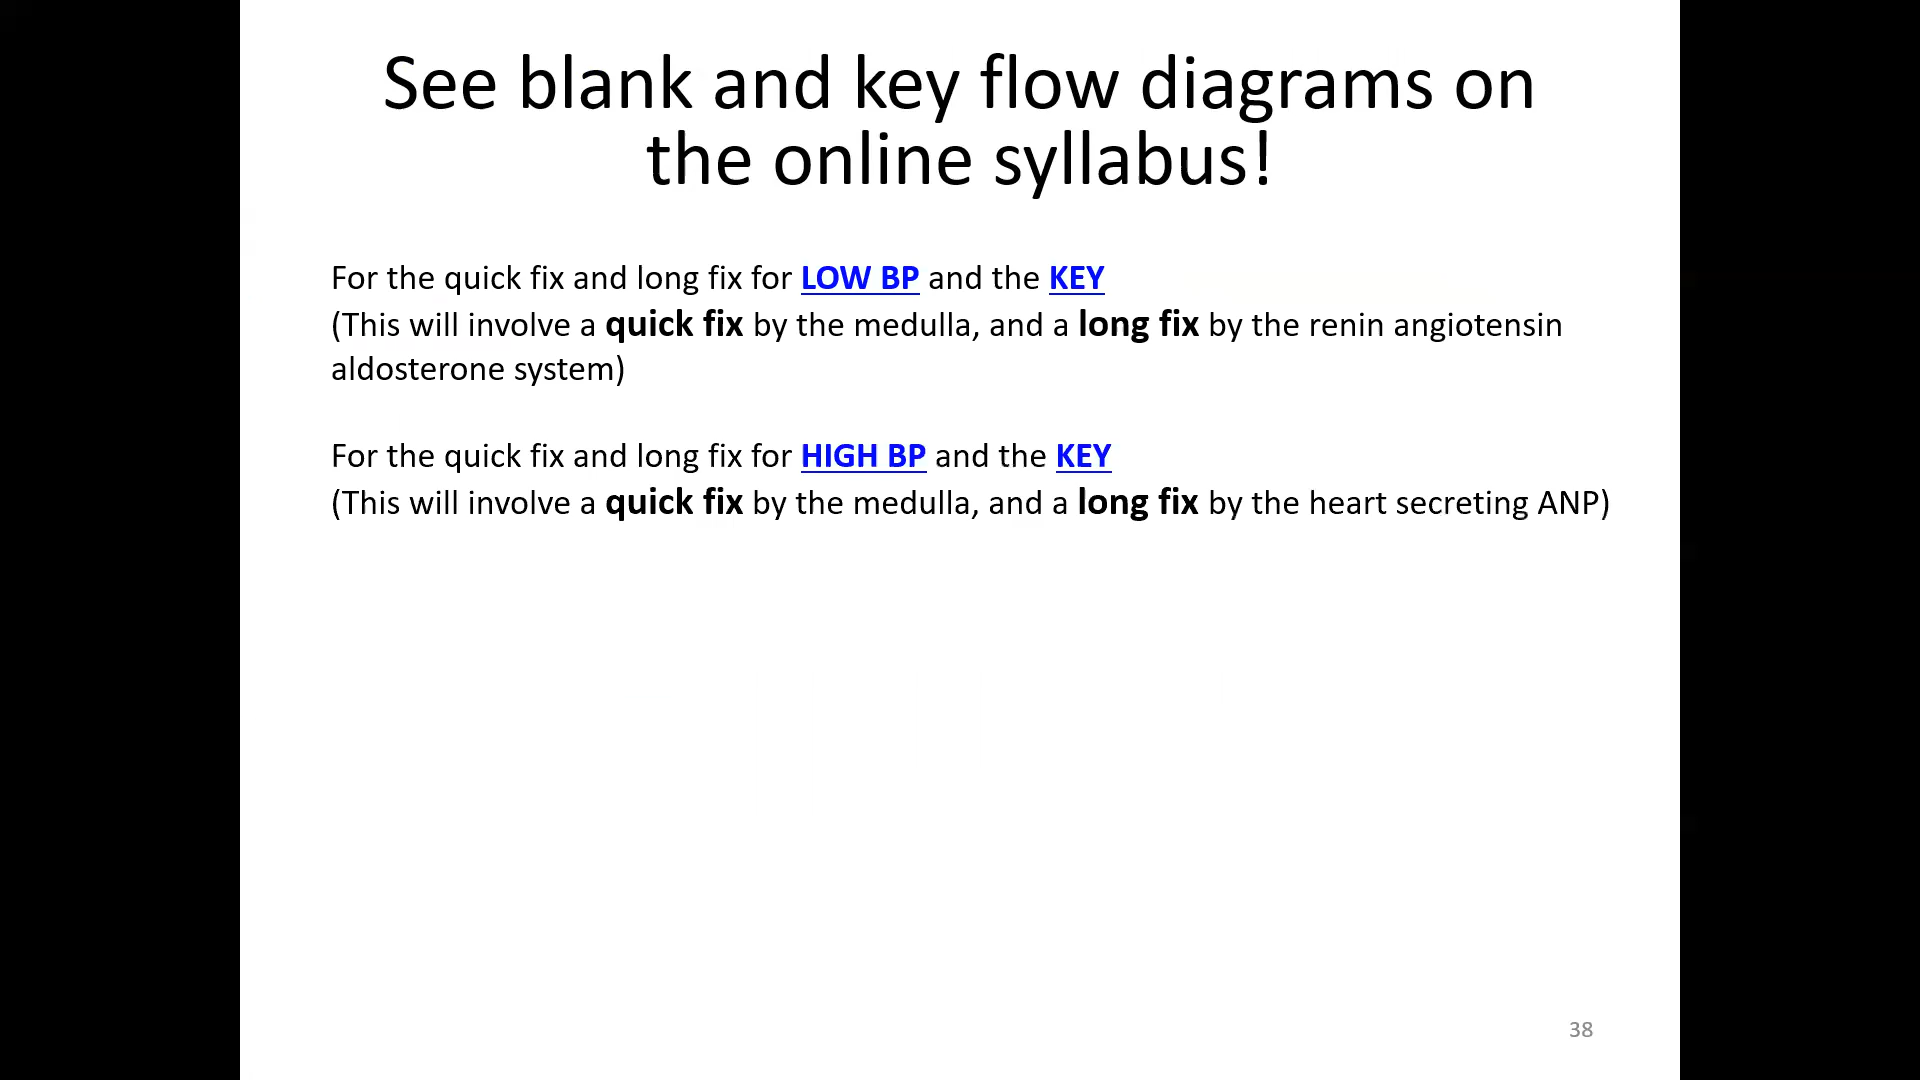 See blank and key flow diagrams on
the online syllabus!
For the quick fix and long fix for LOW BP and the KEY
(This will involve a quick fix by the medulla, and a long fix by the renin angiotensin
aldosterone system)
For the quick fix and long fix for HIGH BP and the KEY
(This will involve a quick fix by the medulla, and a long fix by the heart secreting ANP)
38